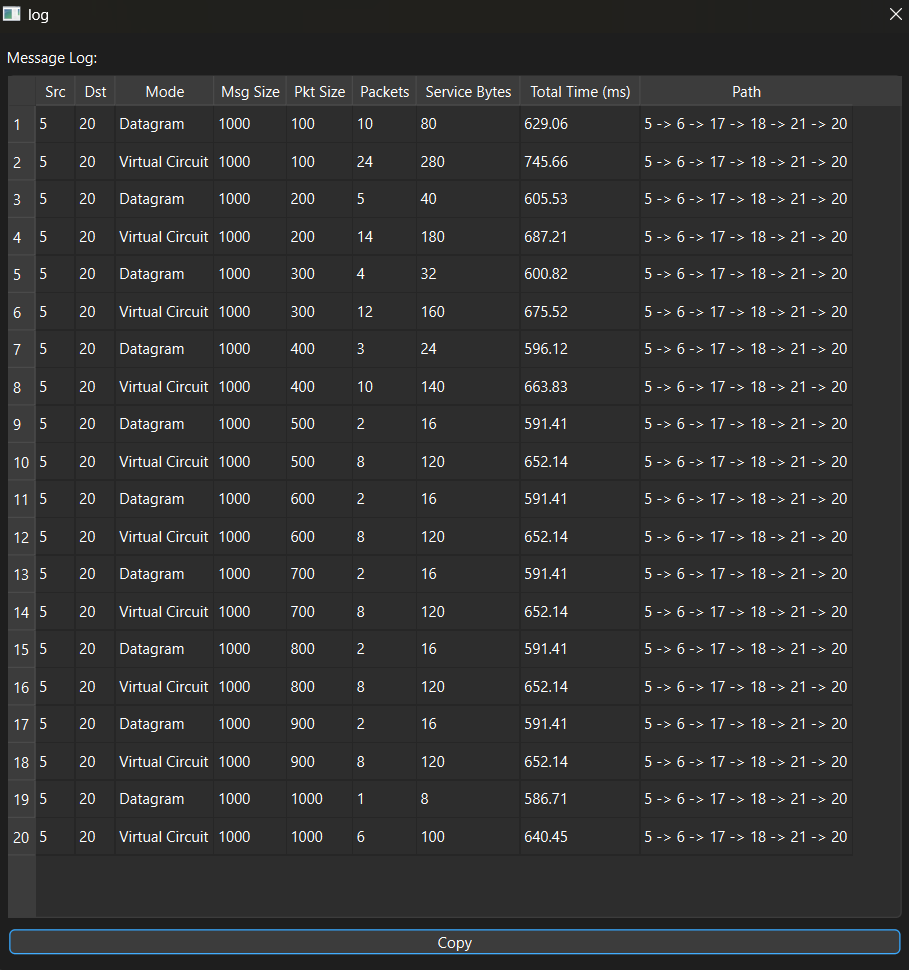 log
Message Log:
Src Dst Mode Msg Size Pkt Size Packets Service Bytes Total Time (ms) Path
1 5 20 Datagram 1000 100 10 80 629.06 5 -> 6 -> 17 -> 18 -> 21 -> 20
2 5 20 Virtual Circuit 1000 100 24 280 745.66 5 -> 6 -> 17 -> 18 -> 21 -> 20
3 5 20 Datagram 1000 200 5 40 605.53 5 -> 6 -> 17 -> 18 -> 21 -> 20
4 5 20 Virtual Circuit 1000 200 14 180 687.21 5 -> 6 -> 17 -> 18 -> 21 -> 20
5 5 20 Datagram 1000 300 4 32 600.82 5 -> 6 -> 17 -> 18 -> 21 -> 20
6 5 20 Virtual Circuit 1000 300 12 160 675.52 5 -> 6 -> 17 -> 18 -> 21 -> 20
7 5 20 Datagram 1000 400 3 24 596.12 5 -> 6 -> 17 -> 18 -> 21 -> 20
8 5 20 Virtual Circuit 1000 400 10 140 663.83 5 -> 6 -> 17 -> 18 -> 21 -> 20
9 5 20 Datagram 1000 500 2 16 591.41 5 -> 6 -> 17 -> 18 -> 21 -> 20
10 5 20 Virtual Circuit 1000 500 8 120 652.14 5 -> 6 -> 17 -> 18 -> 21 -> 20
11 5 20 Datagram 1000 600 2 16 591.41 5 -> 6 -> 17 -> 18 -> 21 -> 20
12 5 20 Virtual Circuit 1000 600 8 120 652.14 5 -> 6 -> 17 -> 18 -> 21 -> 20
13 5 20 Datagram 1000 700 2 16 591.41 5 -> 6 -> 17 -> 18 -> 21 -> 20
14 5 20 Virtual Circuit 1000 700 8 120 652.14 5 -> 6 -> 17 -> 18 -> 21 -> 20
15 5 20 Datagram 1000 800 2 16 591.41 5 -> 6 -> 17 -> 18 -> 21 -> 20
16 5 20 Virtual Circuit 1000 800 8 120 652.14 5 -> 6 -> 17 -> 18 -> 21 -> 20
17 5 20 Datagram 1000 900 2 16 591.41 5 -> 6 -> 17 -> 18 -> 21 -> 20
18 5 20 Virtual Circuit 1000 900 8 120 652.14 5 -> 6 -> 17 -> 18 -> 21 -> 20
19 5 20 Datagram 1000 1000 1 8 586.71 5 -> 6 -> 17 -> 18 -> 21 -> 20
20 5 20 Virtual Circuit 1000 1000 6 100 640.45 5 -> 6 -> 17 -> 18 -> 21 -> 20
Copy